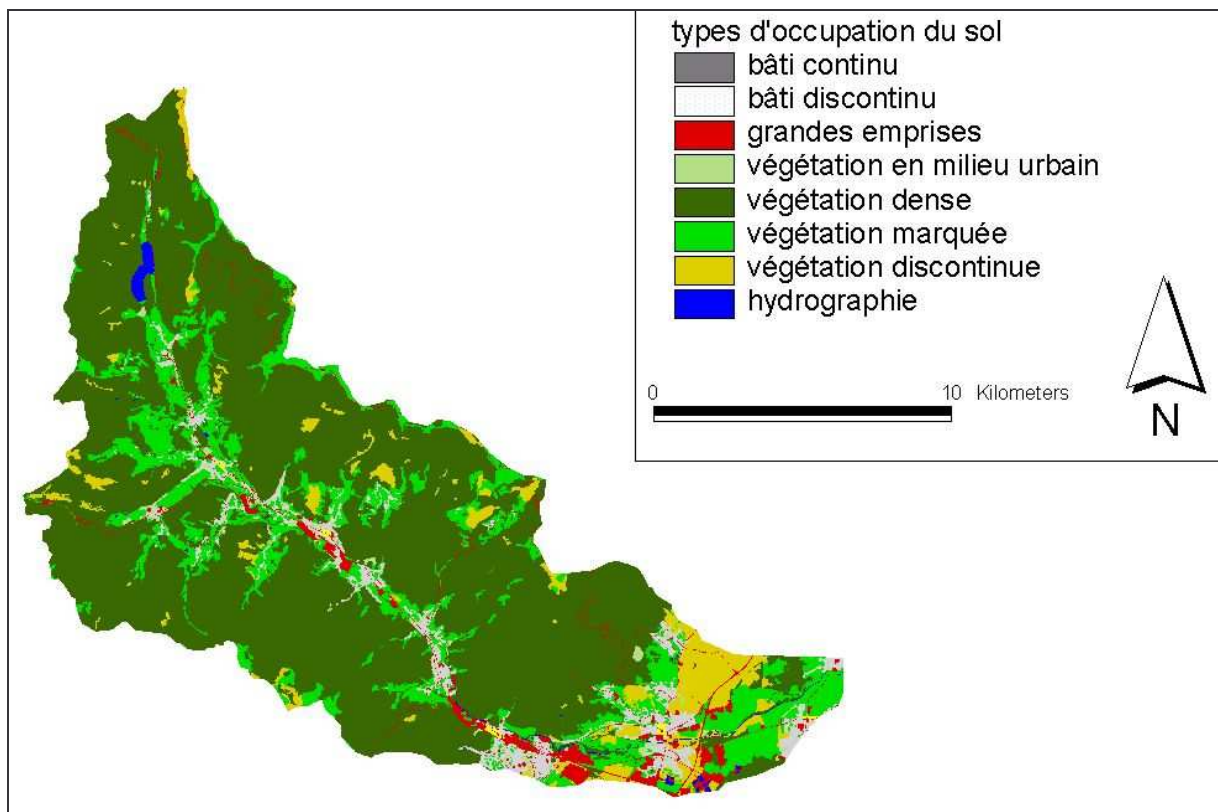 types d'occupation du sol
bâti continu
bâti discontinu
grandes emprises
végétation en milieu urbain
végétation dense
végétation marquée
végétation discontinue
hydrographie
0 10 Kilometers
N